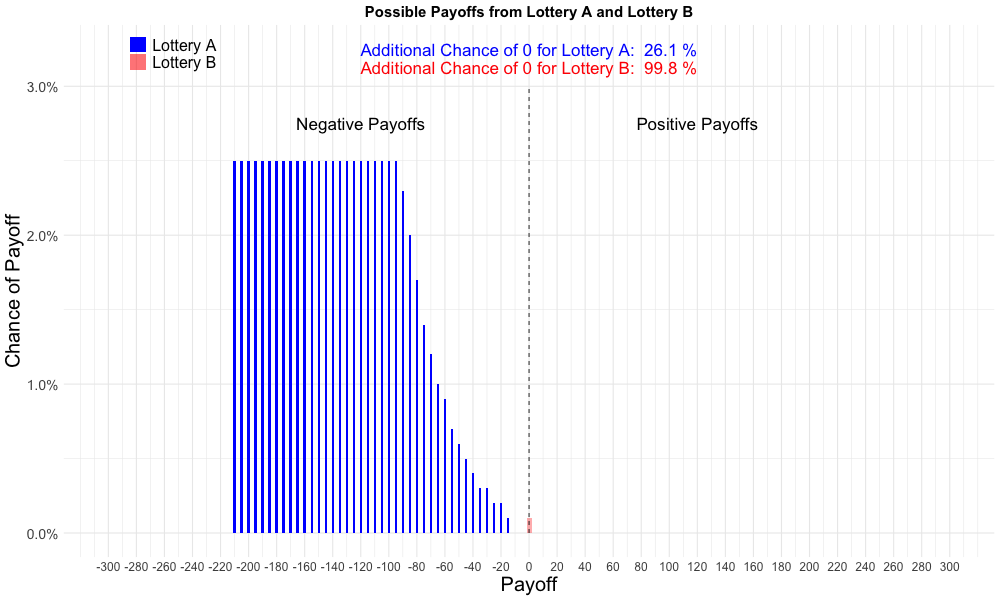 Possible Payoffs from Lottery A and Lottery B
Lottery A
Lottery B
Additional Chance of 0 for Lottery A: 26.1 %
Additional Chance of 0 for Lottery B: 99.8 %
Negative Payoffs
Positive Payoffs
Chance of Payoff
3.0%
2.0%
1.0%
0.0%
-300 -280 -260 -240 -220 -200 -180 -160 -140 -120 -100 -80 -60 -40 -20 0 20 40 60 80 100 120 140 160 180 200 220 240 260 280 300
Payoff